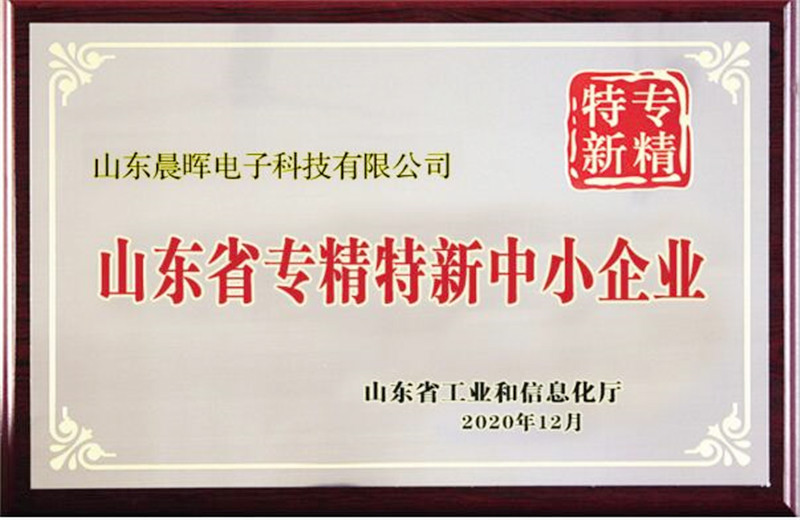 专精
特新
山东晨晖电子科技有限公司
山东省专精特新中小企业
山东省工业和信息化厅
2020年12月